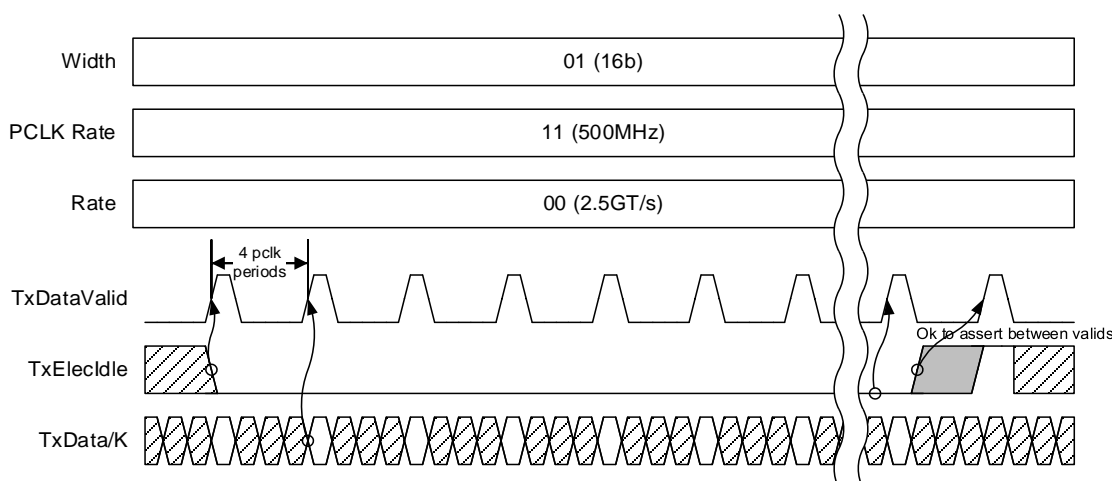 Width
01 (16b)
PCLK Rate
11 (500MHz)
Rate
00 (2.5GT/s)
4 pclk
periods
TxDataValid
Ok to assert between valids
TxElecIdle
TxData/K